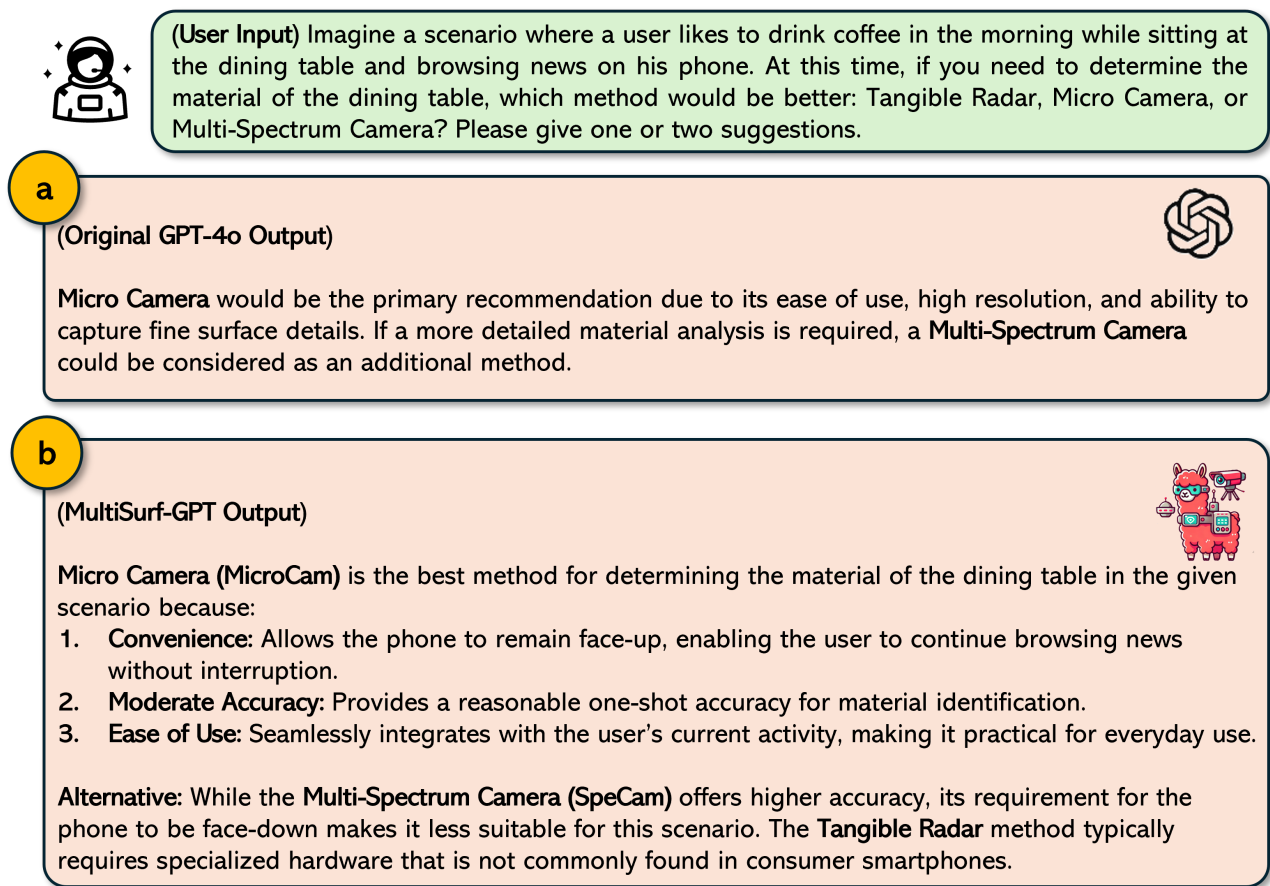 (User Input) Imagine a scenario where a user likes to drink coffee in the morning while sitting at
the dining table and browsing news on his phone. At this time, if you need to determine the
material of the dining table, which method would be better: Tangible Radar, Micro Camera, or
Multi-Spectrum Camera? Please give one or two suggestions.
a
(Original GPT-4o Output)
Micro Camera would be the primary recommendation due to its ease of use, high resolution, and ability to
capture fine surface details. If a more detailed material analysis is required, a Multi-Spectrum Camera
could be considered as an additional method.
b
(MultiSurf-GPT Output)
Micro Camera (MicroCam) is the best method for determining the material of the dining table in the given
scenario because:
1. Convenience: Allows the phone to remain face-up, enabling the user to continue browsing news
without interruption.
2. Moderate Accuracy: Provides a reasonable one-shot accuracy for material identification.
3. Ease of Use: Seamlessly integrates with the user's current activity, making it practical for everyday use.
Alternative: While the Multi-Spectrum Camera (SpeCam) offers higher accuracy, its requirement for the
phone to be face-down makes it less suitable for this scenario. The Tangible Radar method typically
requires specialized hardware that is not commonly found in consumer smartphones.